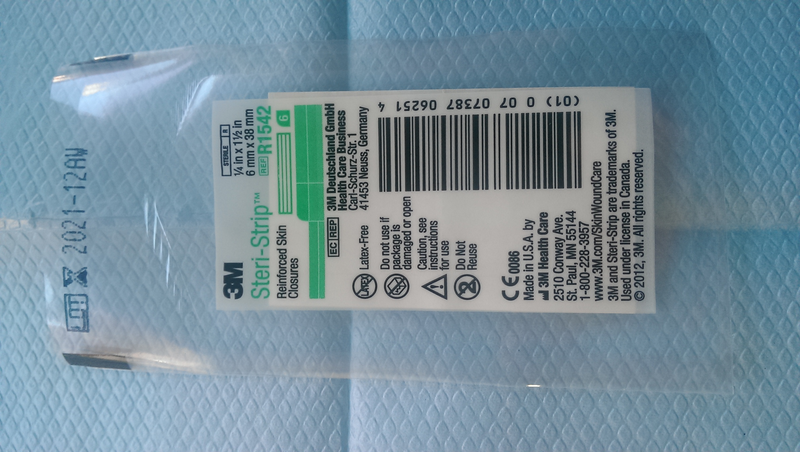 LOT 2021-12AW
3M
Steri-Strip™
Reinforced Skin
Closures
STERILE R
¼ in x 1½ in
6 mm x 38 mm
REF R1542
6
EC REP
3M Deutschland GmbH
Health Care Business
Carl-Schurz-Str. 1
41453 Neuss, Germany
LATEX
Latex-Free
Do not use if
package is
damaged or open
Caution, see
instructions
for use
2
Do Not
Reuse
(01) 0 07 07387 06251 4
CE 0086
Made in U.S.A. by
3M Health Care
2510 Conway Ave.
St. Paul, MN 55144
1-800-228-3957
www.3M.com/SkinWoundCare
3M and Steri-Strip are trademarks of 3M.
Used under license in Canada.
© 2012, 3M. All rights reserved.